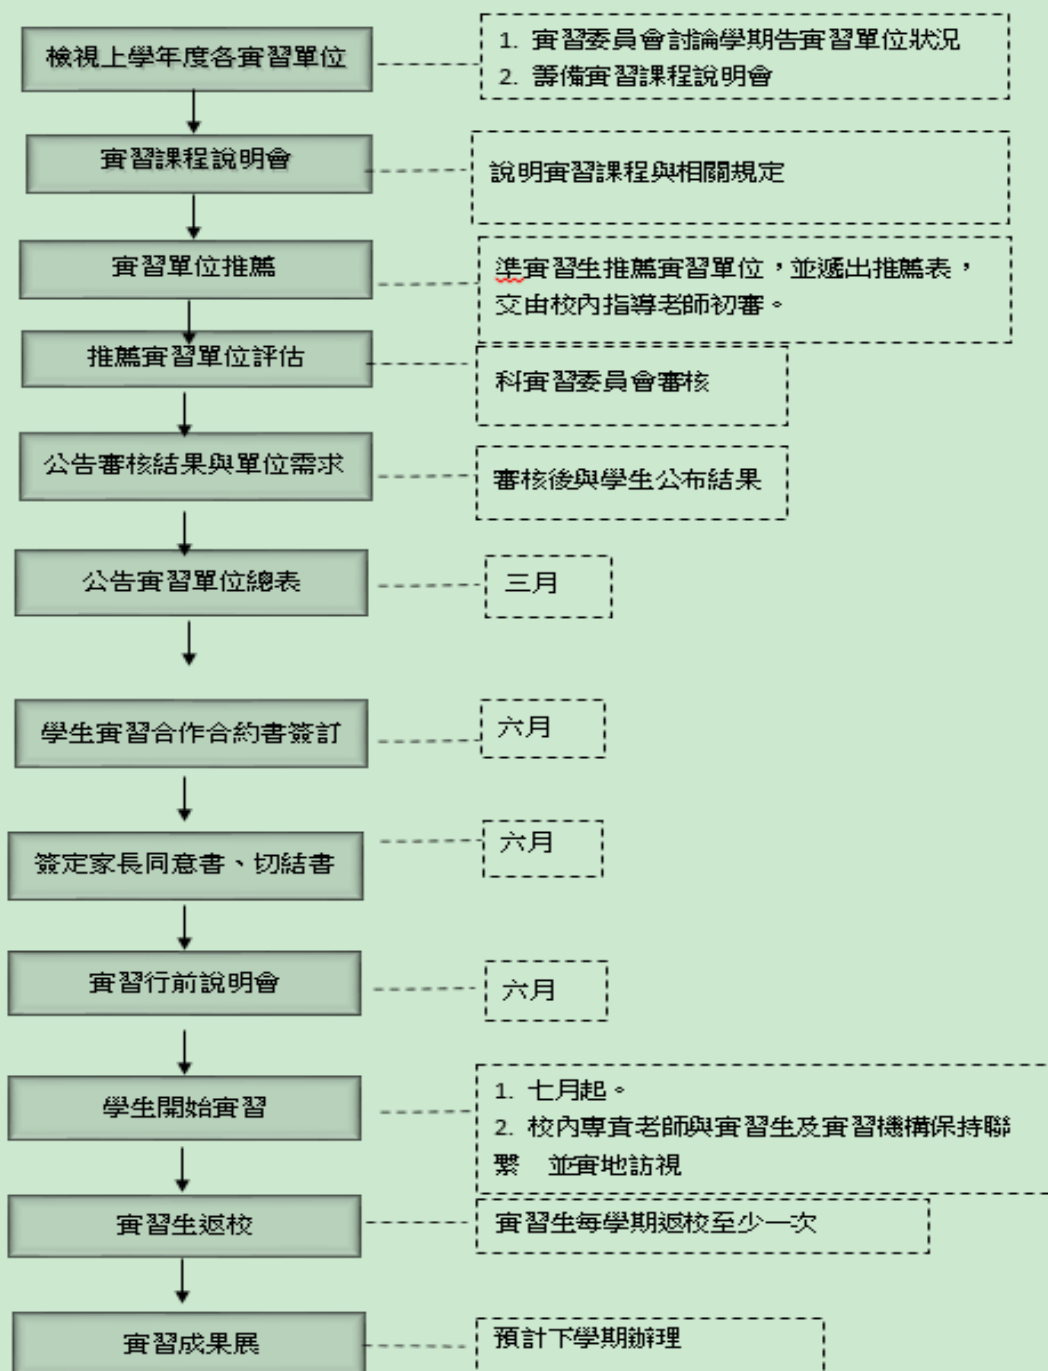 檢視上學年度各實習單位
1. 實習委員會討論學期告實習單位狀況
2. 籌備實習課程說明會
實習課程說明會
說明實習課程與相關規定
實習單位推薦
準實習生推薦實習單位，並遞出推薦表，
交由校內指導老師初審。
推薦實習單位評估
科實習委員會審核
公告審核結果與單位需求
審核後與學生公布結果
公告實習單位總表
三月
學生實習合作合約書簽訂
六月
簽定家長同意書、切結書
六月
實習行前說明會
六月
學生開始實習
1. 七月起。
2. 校內專責老師與實習生及實習機構保持聯
繫　並實地訪視
實習生返校
實習生每學期返校至少一次
實習成果展
預計下學期辦理